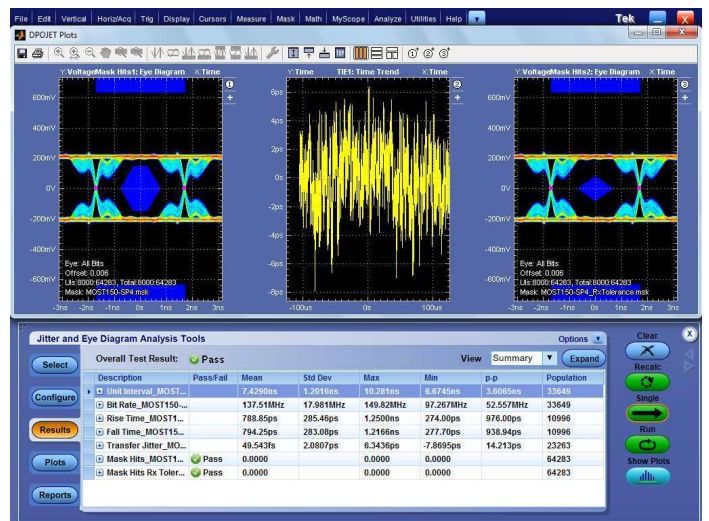 File Edit Vertical Horiz/Acq Trig Display Cursors Measure Mask Math MyScope Analyze Utilities Help Tek
DPOJET Plots
Y:Voltage Mask Hits1: Eye Diagram X:Time
600mV
400mV
200mV
0V
-200mV
-400mV
-600mV
Eye: All Bits
Offset: 0.006
UIs:8000:64283, Total:8000:64283
Mask: MOST150-SP4.msk
-3ns -2ns -1ns 0s 1ns 2ns 3ns
Y:Time TIE1: Time Trend X:Time
6ps
4ps
2ps
0s
-2ps
-4ps
-6ps
-8ps
-100us 0s 100us
Y:Voltage Mask Hits2: Eye Diagram X:Time
600mV
400mV
200mV
0V
-200mV
-400mV
-600mV
Eye: All Bits
Offset: 0.006
UIs:8000:64283, Total:8000:64283
Mask: MOST150-SP4_RxTolerance.msk
-3ns -2ns -1ns 0s 1ns 2ns 3ns
Jitter and Eye Diagram Analysis Tools Options
Select
Configure
Results
Plots
Reports
Overall Test Result: Pass View Summary Expand
Description Pass/Fail Mean Std Dev Max Min p-p Population
Unit Interval_MOST... 7.4290ns 1.2016ns 10.281ns 6.6745ns 3.6065ns 33649
Bit Rate_MOST150-... 137.51MHz 17.981MHz 149.82MHz 97.267MHz 52.557MHz 33649
Rise Time_MOST1... 788.85ps 285.46ps 1.2500ns 274.00ps 976.00ps 10996
Fall Time_MOST15... 794.25ps 283.08ps 1.2166ns 277.70ps 938.94ps 10996
Transfer Jitter_MO... 49.543fs 2.0807ps 6.3436ps -7.8695ps 14.213ps 23263
Mask Hits_MOST1... Pass 0.0000 0.0000 0.0000 64283
Mask Hits Rx Toler... Pass 0.0000 0.0000 0.0000 64283
Clear
Recalc
Single
Run
Show Plots